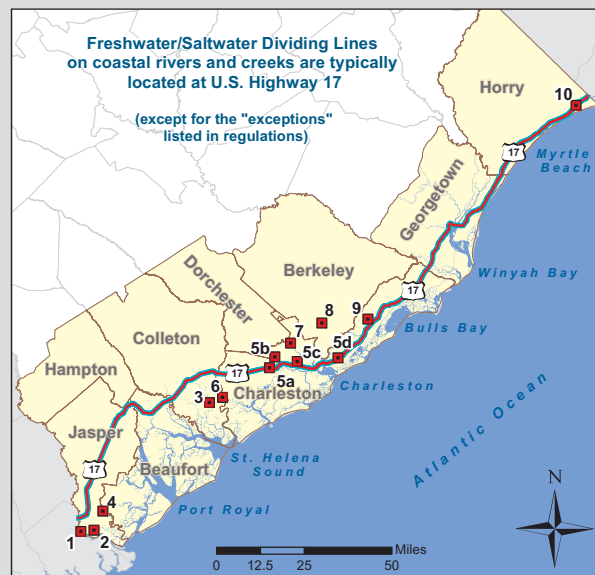 Freshwater/Saltwater Dividing Lines
on coastal rivers and creeks are typically
located at U.S. Highway 17
(except for the "exceptions"
listed in regulations)
Horry
10
17
Myrtle
Beach
Georgetown
Winyah Bay
17
Berkeley
Dorchester
8
9
Bulls Bay
7
5b
5c
5d
Colleton
17
5a
Charleston
Charleston
Hampton
3
6
Atlantic Ocean
Jasper
St. Helena
Sound
17
Beaufort
4
Port Royal
1
2
N
Miles
0 12.5 25 50